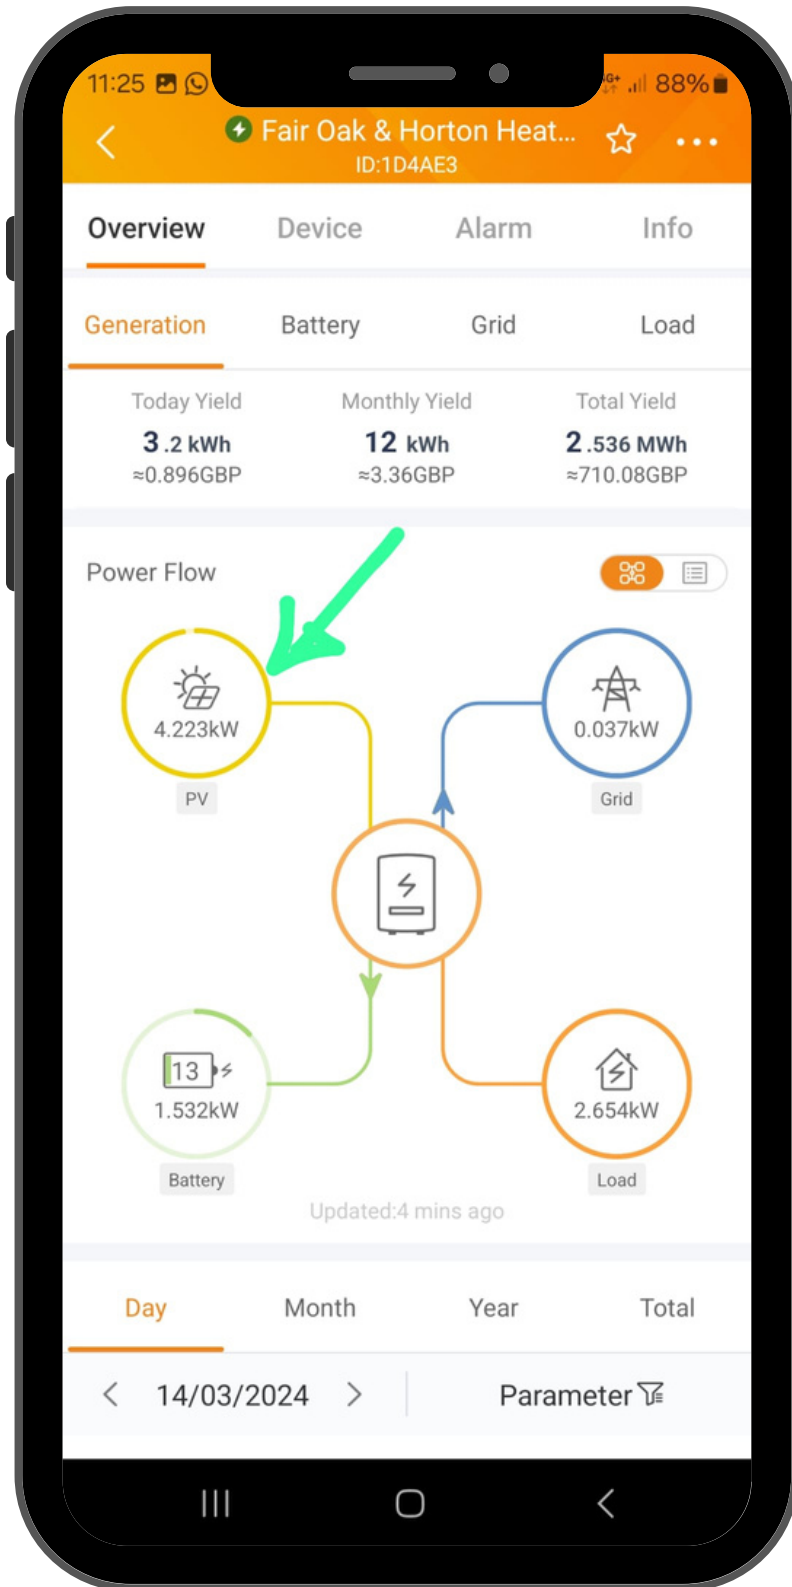 11:25 88%
Fair Oak & Horton Heat...
ID:1D4AE3
Overview Device Alarm Info
Generation Battery Grid Load
Today Yield Monthly Yield Total Yield
3.2 kWh 12 kWh 2.536 MWh
≈0.896GBP ≈3.36GBP ≈710.08GBP
Power Flow
4.223kW 0.037kW
PV Grid
13
1.532kW 2.654kW
Battery Load
Updated:4 mins ago
Day Month Year Total
14/03/2024 Parameter